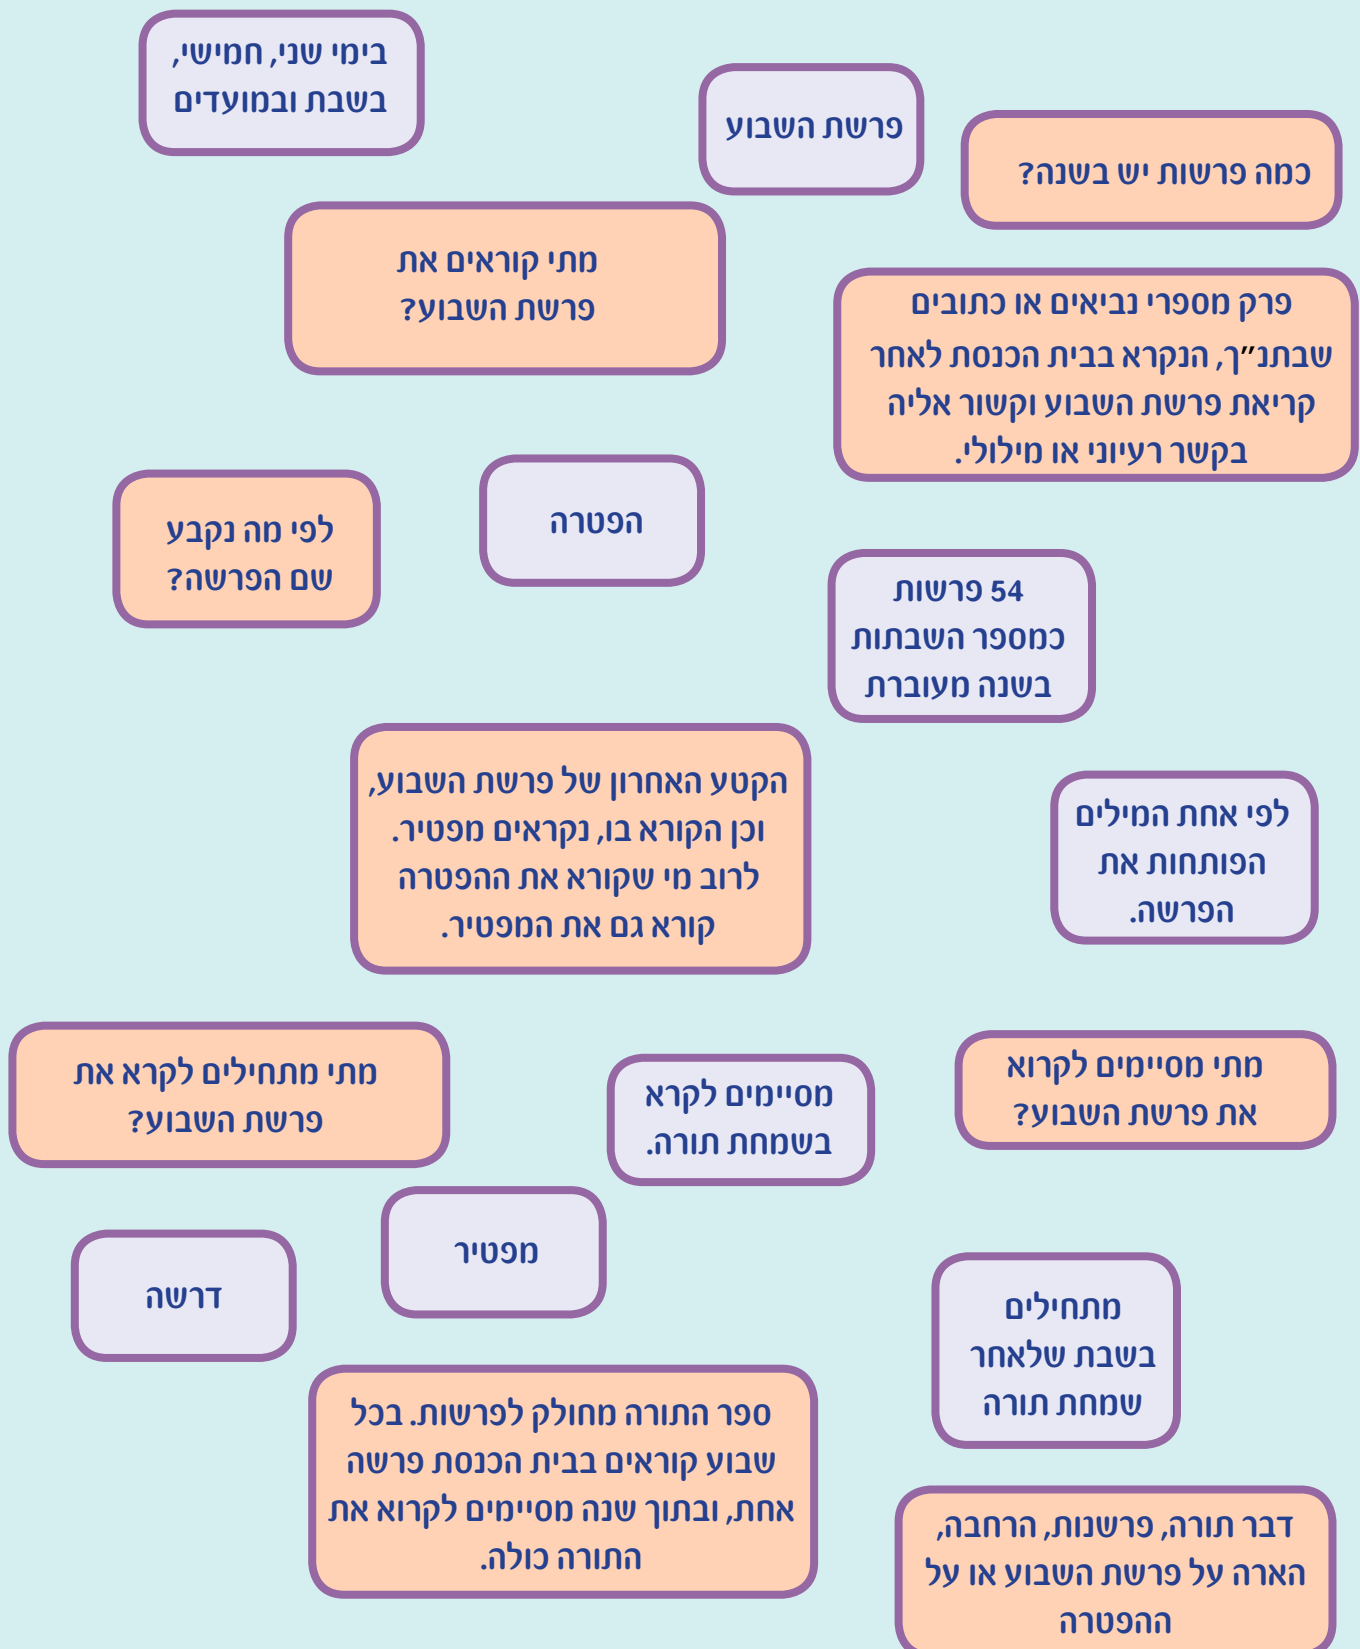 בימי שני, חמישי,
בשבת ובמועדים
פרשת השבוע
כמה פרשות יש בשנה?
מתי קוראים את
פרשת השבוע?
פרק מספרי נביאים או כתובים
שבתנ״ך, הנקרא בבית הכנסת לאחר
קריאת פרשת השבוע וקשור אליה
בקשר רעיוני או מילולי.
הפטרה
לפי מה נקבע
שם הפרשה?
54 פרשות
כמספר השבתות
בשנה מעוברת
הקטע האחרון של פרשת השבוע,
וכן הקורא בו, נקראים מפטיר.
לרוב מי שקורא את ההפטרה
קורא גם את המפטיר.
לפי אחת המילים
הפותחות את
הפרשה.
מתי מתחילים לקרא את
פרשת השבוע?
מסיימים לקרא
בשמחת תורה.
מתי מסיימים לקרוא
את פרשת השבוע?
מפטיר
דרשה
מתחילים
בשבת שלאחר
שמחת תורה
ספר התורה מחולק לפרשות. בכל
שבוע קוראים בבית הכנסת פרשה
אחת, ובתוך שנה מסיימים לקרוא את
התורה כולה.
דבר תורה, פרשנות, הרחבה,
הארה על פרשת השבוע או על
ההפטרה